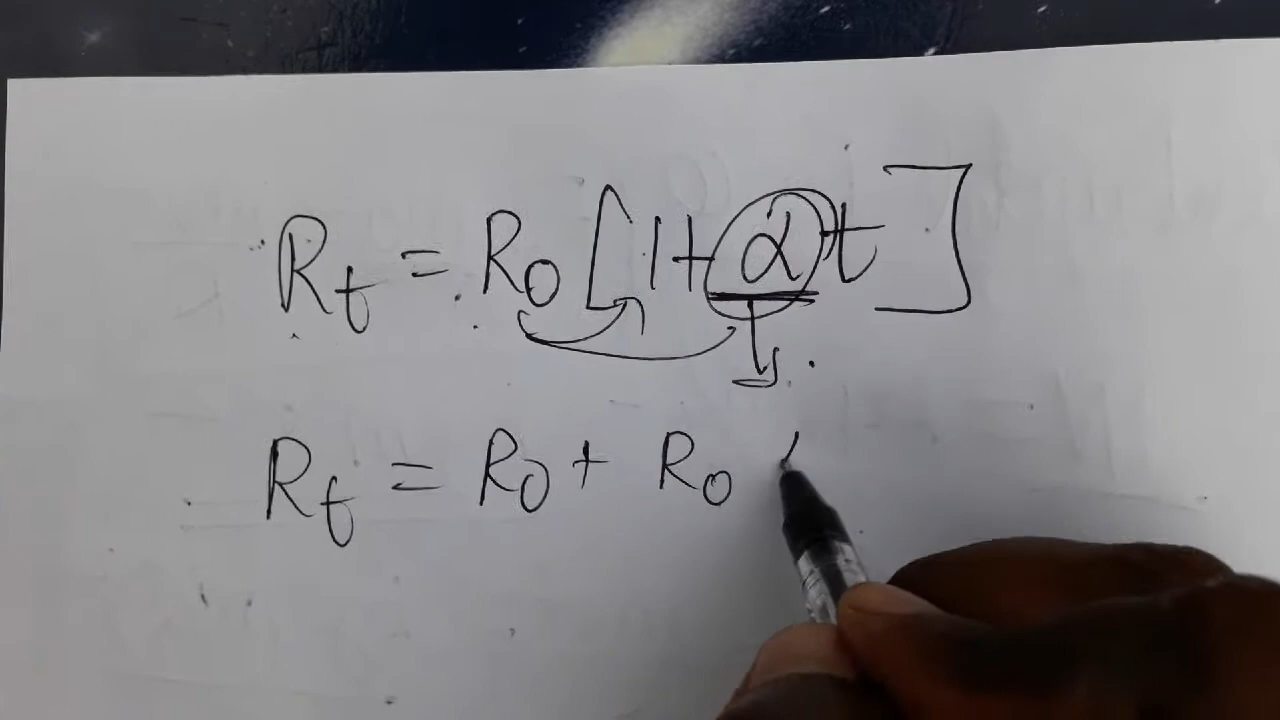 Rt = R0 [1+αt]
Rt = R0 + R0